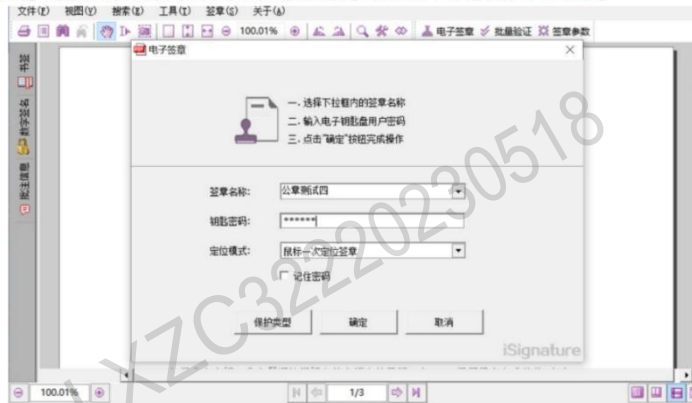 文件(F) 视图(V) 搜索(E) 工具(T) 签章(S) 关于(A)
100.01% 电子签章 批量验证 签章参数
电子签章
书签
数字签名
批注信息
一. 选择下拉框内的签章名称
二. 输入电子钥匙盘用户密码
三. 点击"确定"按钮完成操作
签章名称: 公章测试四
钥匙密码: ******
定位模式: 鼠标一次定位签章
记住密码
保护类型 确定 取消
iSignature
100.01% 1/3
LXZC3222020230518